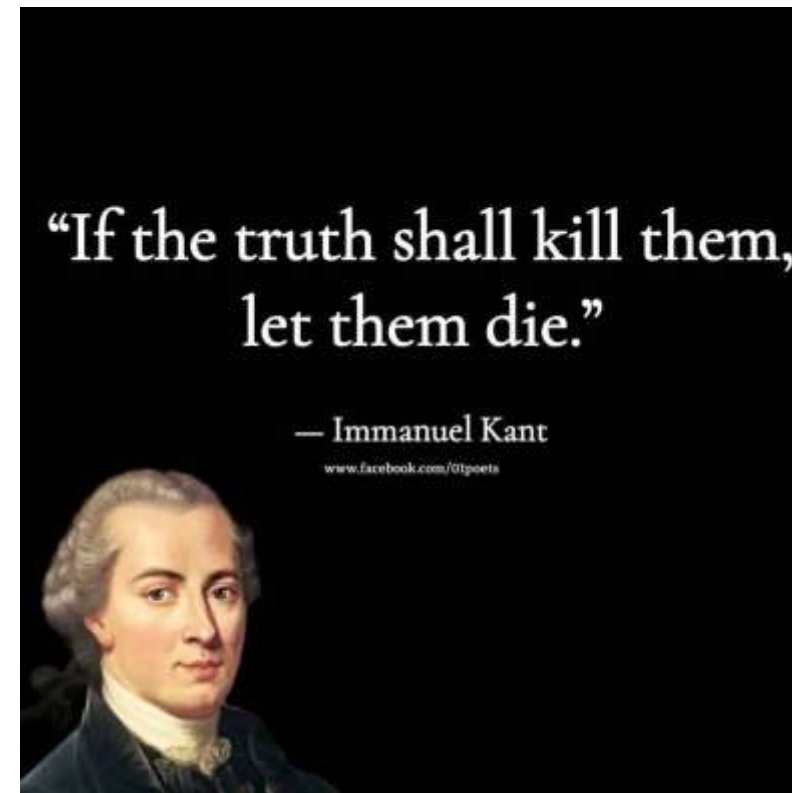 “If the truth shall kill them,
let them die.”
— Immanuel Kant
www.facebook.com/01poets